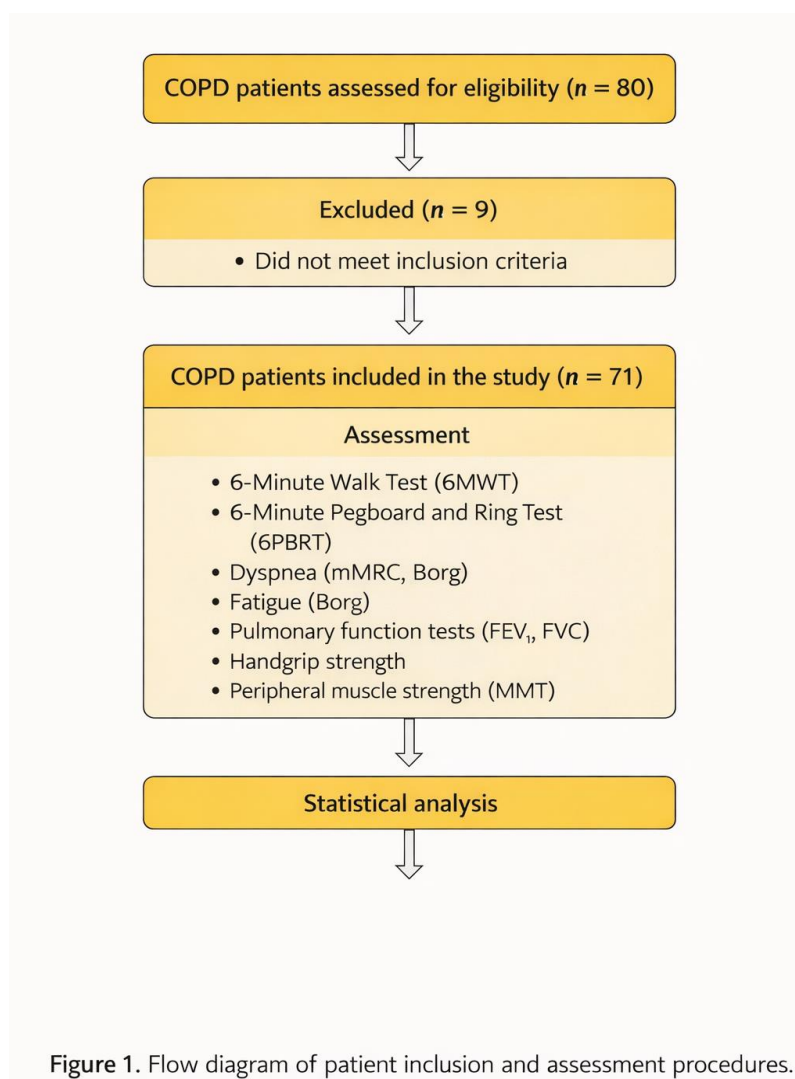 COPD patients assessed for eligibility (n = 80)
Excluded (n = 9)
• Did not meet inclusion criteria
COPD patients included in the study (n = 71)
Assessment
• 6-Minute Walk Test (6MWT)
• 6-Minute Pegboard and Ring Test
(6PBRT)
• Dyspnea (mMRC, Borg)
• Fatigue (Borg)
• Pulmonary function tests (FEV₁, FVC)
• Handgrip strength
• Peripheral muscle strength (MMT)
Statistical analysis
Figure 1. Flow diagram of patient inclusion and assessment procedures.